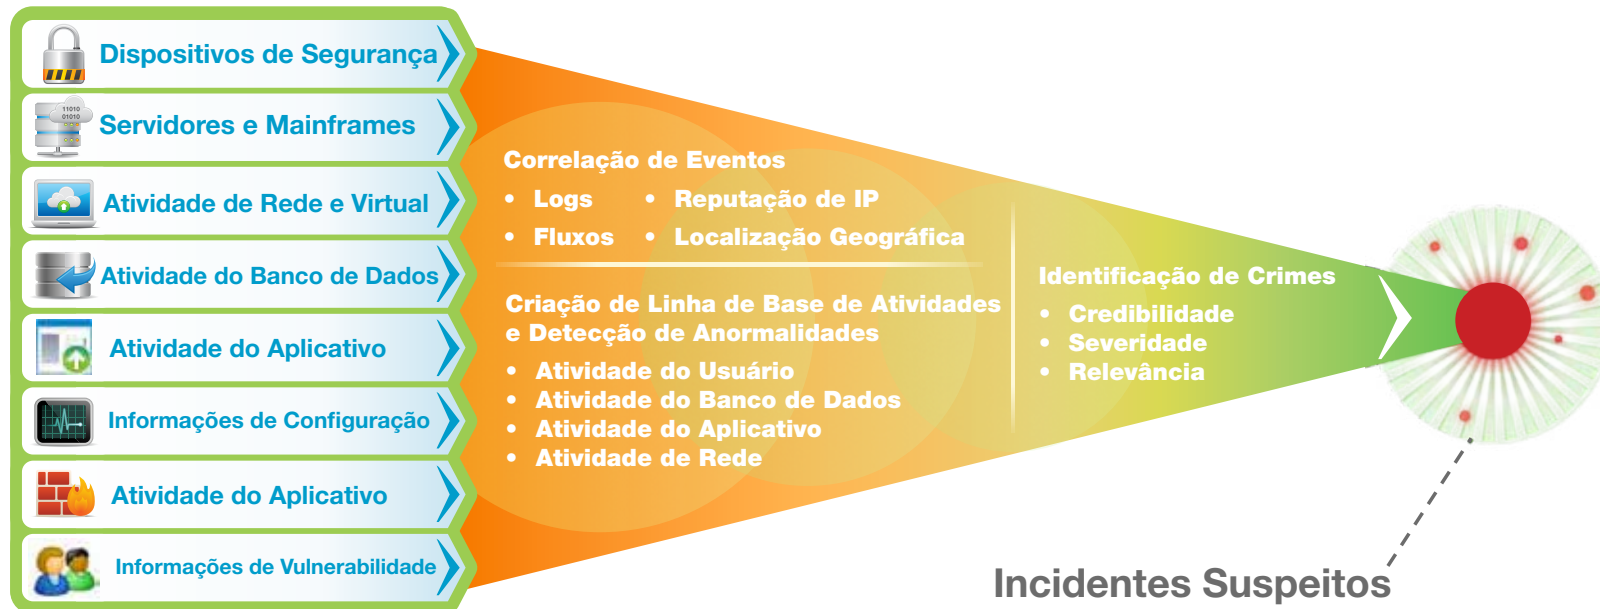 Dispositivos de Segurança
11010
01010
Servidores e Mainframes
Atividade de Rede e Virtual
Atividade do Banco de Dados
Atividade do Aplicativo
Informações de Configuração
Atividade do Aplicativo
Informações de Vulnerabilidade
Correlação de Eventos
• Logs • Reputação de IP
• Fluxos • Localização Geográfica
Criação de Linha de Base de Atividades
e Detecção de Anormalidades
• Atividade do Usuário
• Atividade do Banco de Dados
• Atividade do Aplicativo
• Atividade de Rede
Identificação de Crimes
• Credibilidade
• Severidade
• Relevância
Incidentes Suspeitos